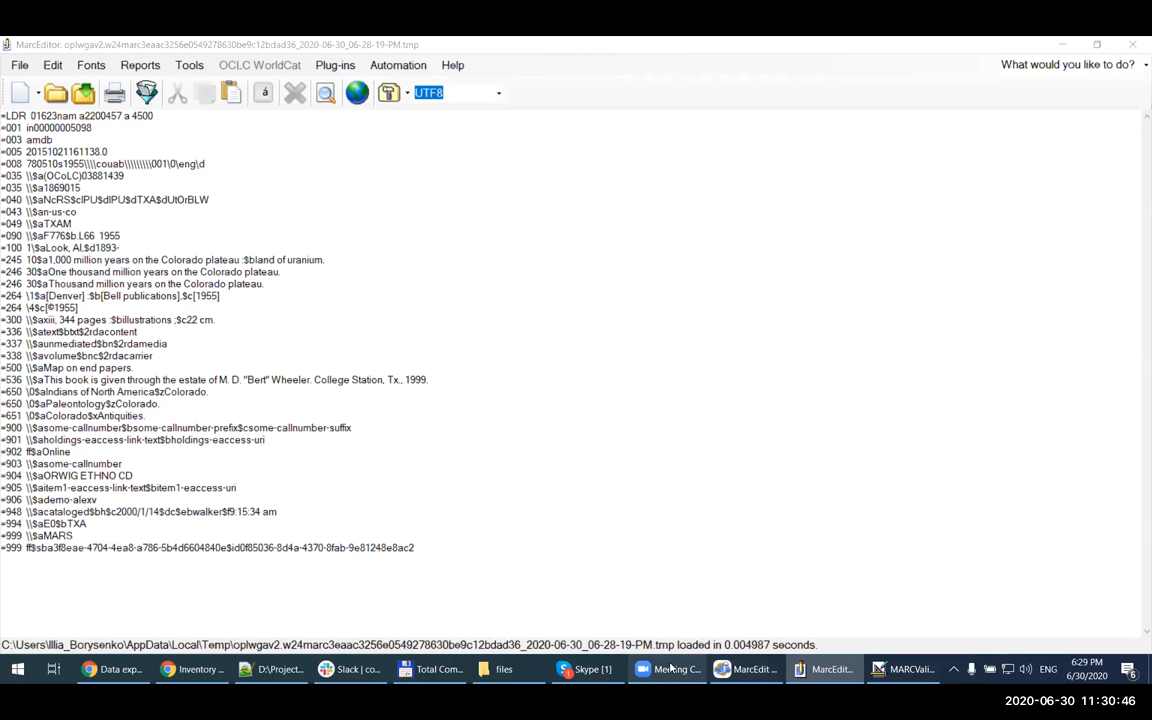 MarcEditor: oplwgav2.w24marc3eaac3256e0549278630be9c12bdad36_2020-06-30_06-28-19-PM.tmp
File Edit Fonts Reports Tools OCLC WorldCat Plug-ins Automation Help What would you like to do?
á UTF8
=LDR 01623nam a2200457 a 4500
=001 in00000005098
=003 amdb
=005 20151021161138.0
=008 780510s1955\\\\couab\\\\\\\\\001\0\eng\d
=035 \\$a(OCoLC)03881439
=035 \\$a1869015
=040 \\$aNcRS$cIPU$dIPU$dTXA$dUtOrBLW
=043 \\$an-us-co
=049 \\$aTXAM
=090 \\$aF776$b.L66 1955
=100 1\$aLook, Al,$d1893-
=245 10$a1,000 million years on the Colorado plateau :$bland of uranium.
=246 30$aOne thousand million years on the Colorado plateau.
=246 30$aThousand million years on the Colorado plateau.
=264 \1$a[Denver] :$b[Bell publications],$c[1955]
=264 \4$c[©1955]
=300 \\$axiii, 344 pages :$billustrations ;$c22 cm.
=336 \\$atext$btxt$2rdacontent
=337 \\$aunmediated$bn$2rdamedia
=338 \\$avolume$bnc$2rdacarrier
=500 \\$aMap on end papers.
=536 \\$aThis book is given through the estate of M. D. "Bert" Wheeler. College Station, Tx., 1999.
=650 \0$aIndians of North America$zColorado.
=650 \0$aPaleontology$zColorado.
=651 \0$aColorado$xAntiquities.
=900 \\$asome-callnumber$bsome-callnumber-prefix$csome-callnumber-suffix
=901 \\$aholdings-eaccess-link-text$bholdings-eaccess-uri
=902 ff$aOnline
=903 \\$asome-callnumber
=904 \\$aORWIG ETHNO CD
=905 \\$aitem1-eaccess-link-text$bitem1-eaccess-uri
=906 \\$ademo-alexv
=948 \\$acataloged$bh$c2000/1/14$dc$ebwalker$f9:15:34 am
=994 \\$aE0$bTXA
=999 \\$aMARS
=999 ff$sba3f8eae-4704-4ea8-a786-5b4d6604840e$id0f85036-8d4a-4370-8fab-9e81248e8ac2
C:\Users\Illia_Borysenko\AppData\Local\Temp\oplwgav2.w24marc3eaac3256e0549278630be9c12bdad36_2020-06-30_06-28-19-PM.tmp loaded in 0.004987 seconds.
Data exp... Inventory ... D:\Project... Slack | co... Total Com... files Skype [1] Meeting C... MarcEdit ... MarcEdit... MARCVali... ENG 6:29 PM
6/30/2020 6
2020-06-30 11:30:46